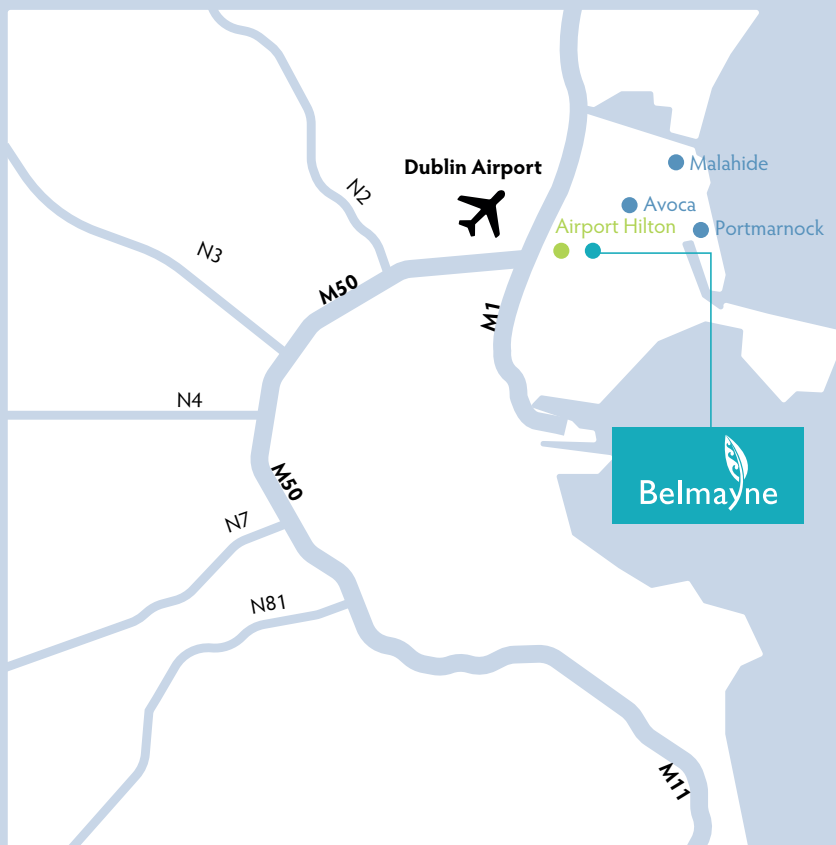 Malahide
Dublin Airport
N2
Avoca
Airport Hilton
Portmarnock
N3
M50
M1
N4
M50
Belmayne
N7
N81
M11